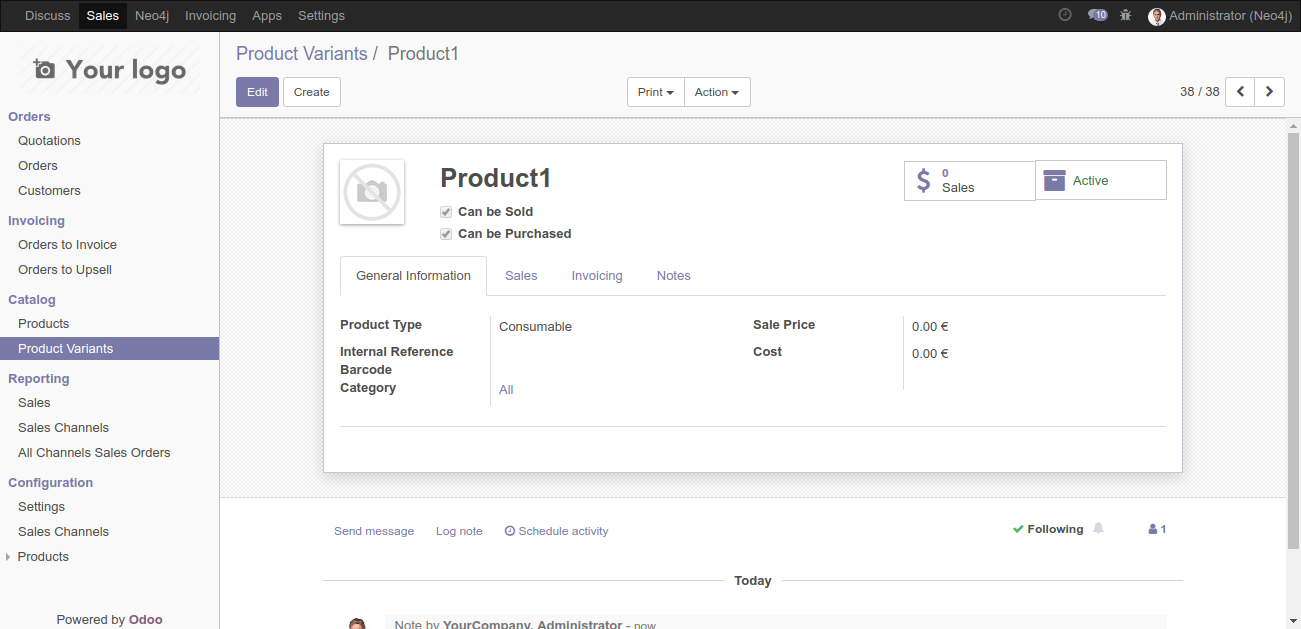 Discuss Sales Neo4j Invoicing Apps Settings 10 Administrator (Neo4j)
Your logo
Orders
Quotations
Orders
Customers
Invoicing
Orders to Invoice
Orders to Upsell
Catalog
Products
Product Variants
Reporting
Sales
Sales Channels
All Channels Sales Orders
Configuration
Settings
Sales Channels
Products
Powered by Odoo
Product Variants / Product1
Edit Create Print Action 38 / 38
Product1
Can be Sold
Can be Purchased
0
Sales
Active
General Information Sales Invoicing Notes
Product Type Consumable
Internal Reference
Barcode
Category All
Sale Price 0.00 €
Cost 0.00 €
Send message Log note Schedule activity Following 1
Today
Note by YourCompany, Administrator - now